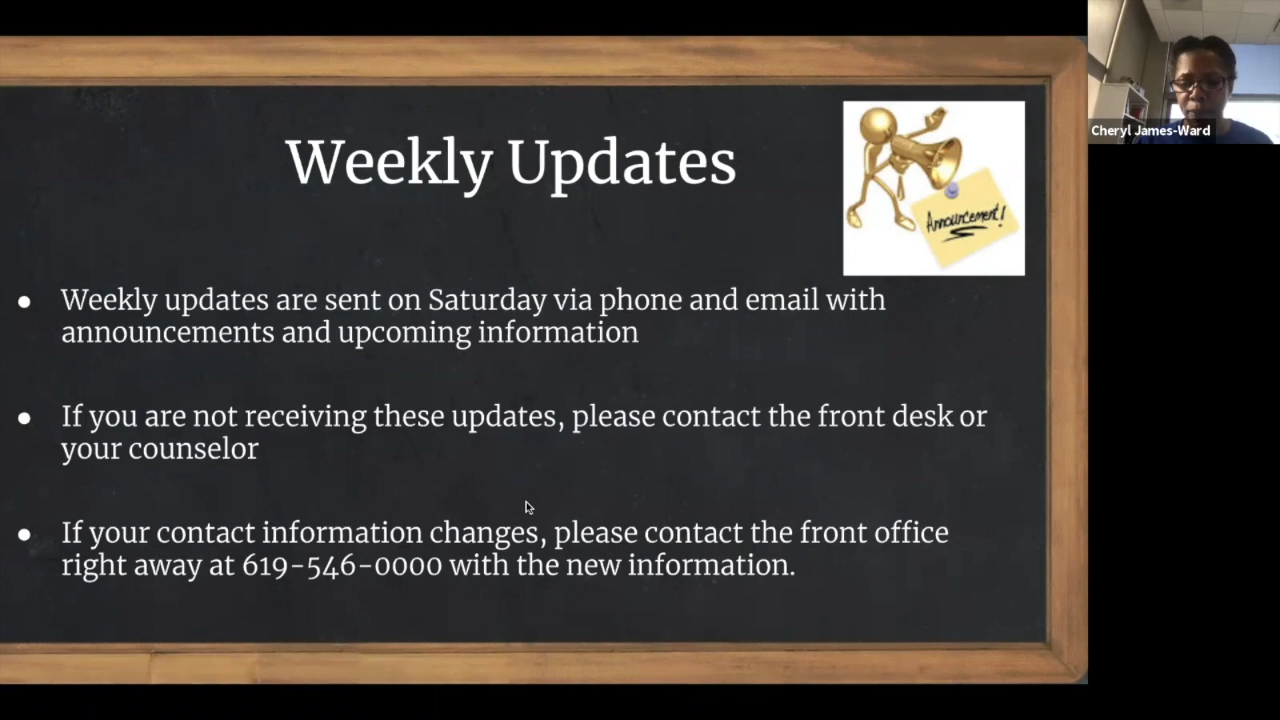 Weekly Updates
Announcement!
Cheryl James-Ward
● Weekly updates are sent on Saturday via phone and email with
announcements and upcoming information
● If you are not receiving these updates, please contact the front desk or
your counselor
● If your contact information changes, please contact the front office
right away at 619-546-0000 with the new information.